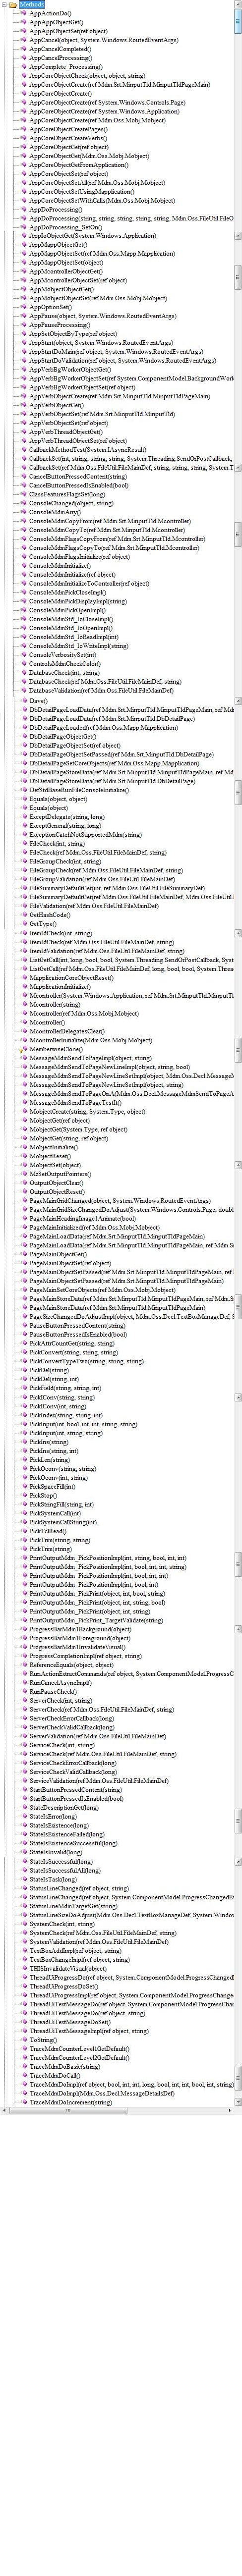 Methods
AppActionDo()
AppAppObjectGet()
AppAppObjectSet(ref object)
AppCancel(object, System.Windows.RoutedEventArgs)
AppCancelCompleted()
AppCancelProcessing()
AppComplete_Processing()
AppCoreObjectCheck(object, object, string)
AppCoreObjectCreate(ref Mdm.Srt.MinputTld.MinputTldPageMain)
AppCoreObjectCreate()
AppCoreObjectCreate(ref System.Windows.Controls.Page)
AppCoreObjectCreate(ref System.Windows.Application)
AppCoreObjectCreate(ref Mdm.Oss.Mobj.Mobject)
AppCoreObjectCreatePages()
AppCoreObjectCreateVerbs()
AppCoreObjectGet(ref object)
AppCoreObjectGet(Mdm.Oss.Mobj.Mobject)
AppCoreObjectGetFromApplication()
AppCoreObjectSet(ref object)
AppCoreObjectSetAll(ref Mdm.Oss.Mobj.Mobject)
AppCoreObjectSetUsingMapplication()
AppCoreObjectSetWithCalls(Mdm.Oss.Mobj.Mobject)
AppDoProcessing()
AppDoProcessing(string, string, string, string, string, Mdm.Oss.FileUtil.FileO
AppDoProcessing_SetOn()
AppIoObjectGet(System.Windows.Application)
AppMappObjectGet()
AppMappObjectSet(ref Mdm.Oss.Mapp.Mapplication)
AppMappObjectSet(object)
AppMcontrollerObjectGet()
AppMcontrollerObjectSet(ref object)
AppMobjectObjectGet()
AppMobjectObjectSet(ref Mdm.Oss.Mobj.Mobject)
AppOptionSet()
AppPause(object, System.Windows.RoutedEventArgs)
AppPauseProcessing()
AppSetObjectByType(ref object)
AppStart(object, System.Windows.RoutedEventArgs)
AppStartDoMain(ref object, System.Windows.RoutedEventArgs)
AppStartDoValidation(ref object, System.Windows.RoutedEventArgs)
AppVerbBgWorkerObjectGet()
AppVerbBgWorkerObjectSet(ref System.ComponentModel.BackgroundWork
AppVerbBgWorkerObjectSet(ref object)
AppVerbObjectCreate(ref Mdm.Srt.MinputTld.MinputTldPageMain)
AppVerbObjectGet()
AppVerbObjectSet(ref Mdm.Srt.MinputTld.MinputTld)
AppVerbObjectSet(ref object)
AppVerbThreadObjectGet()
AppVerbThreadObjectSet(ref object)
CallbackMethodTest(System.IAsyncResult)
CallbackSet(int, string, string, string, System.Threading.SendOrPostCallback,
CallbackSet(ref Mdm.Oss.FileUtil.FileMainDef, string, string, string, System.T
CancelButtonPressedContent(string)
CancelButtonPressedIsEnabled(bool)
ClassFeaturesFlagsSet(long)
ConsoleChanged(object, string)
ConsoleMdmAny()
ConsoleMdmCopyFrom(ref Mdm.Srt.MinputTld.Mcontroller)
ConsoleMdmCopyTo(ref Mdm.Srt.MinputTld.Mcontroller)
ConsoleMdmFlagsCopyFrom(ref Mdm.Srt.MinputTld.Mcontroller)
ConsoleMdmFlagsCopyTo(ref Mdm.Srt.MinputTld.Mcontroller)
ConsoleMdmFlagsInitialize(ref object)
ConsoleMdmInitialize()
ConsoleMdmInitialize(ref object)
ConsoleMdmInitializeToController(ref object)
ConsoleMdmPickCloseImpl()
ConsoleMdmPickDisplayImpl(string)
ConsoleMdmPickOpenImpl()
ConsoleMdmStd_IoCloseImpl()
ConsoleMdmStd_IoOpenImpl()
ConsoleMdmStd_IoReadImpl(int)
ConsoleMdmStd_IoWriteImpl(string)
ConsoleVerbositySet(int)
ControlsMdmCheckColor()
DatabaseCheck(int, string)
DatabaseCheck(ref Mdm.Oss.FileUtil.FileMainDef, string)
DatabaseValidation(ref Mdm.Oss.FileUtil.FileMainDef)
Dave()
DbDetailPageLoadData(ref Mdm.Srt.MinputTld.MinputTldPageMain, ref Mdm
DbDetailPageLoadData(ref Mdm.Srt.MinputTld.DbDetailPage)
DbDetailPageLoaded(ref Mdm.Oss.Mapp.Mapplication)
DbDetailPageObjectGet()
DbDetailPageObjectSet(ref object)
DbDetailPageObjectSetPassed(ref Mdm.Srt.MinputTld.DbDetailPage)
DbDetailPageSetCoreObjects(ref Mdm.Oss.Mapp.Mapplication)
DbDetailPageStoreData(ref Mdm.Srt.MinputTld.MinputTldPageMain, ref Mdm
DbDetailPageStoreData(ref Mdm.Srt.MinputTld.DbDetailPage)
DefStdBaseRunFileConsoleInitialize()
Equals(object, object)
Equals(object)
ExceptDelegate(string, long)
ExceptGeneral(string, long)
ExceptionCatchNotSupportedMdm(string)
FileCheck(int, string)
FileCheck(ref Mdm.Oss.FileUtil.FileMainDef, string)
FileGroupCheck(int, string)
FileGroupCheck(ref Mdm.Oss.FileUtil.FileMainDef, string)
FileGroupValidation(ref Mdm.Oss.FileUtil.FileMainDef)
FileSummaryDefaultGet(int, ref Mdm.Oss.FileUtil.FileSummaryDef)
FileSummaryDefaultGet(ref Mdm.Oss.FileUtil.FileMainDef, Mdm.Oss.FileUtil.F
FileValidation(ref Mdm.Oss.FileUtil.FileMainDef)
GetHashCode()
GetType()
ItemIdCheck(int, string)
ItemIdCheck(ref Mdm.Oss.FileUtil.FileMainDef, string)
ItemIdValidation(ref Mdm.Oss.FileUtil.FileMainDef)
ListGetCall(int, long, bool, bool, System.Threading.SendOrPostCallback, Syst
ListGetCall(ref Mdm.Oss.FileUtil.FileMainDef, long, bool, bool, System.Threa
MapplicationCoreObjectReset()
MapplicationInitialize()
Mcontroller(System.Windows.Application, ref Mdm.Srt.MinputTld.MinputTl
Mcontroller(string)
Mcontroller(ref Mdm.Oss.Mobj.Mobject)
Mcontroller()
McontrollerDelegatesClear()
McontrollerInitialize(Mdm.Oss.Mobj.Mobject)
MemberwiseClone()
MessageMdmSendToPageImpl(object, string)
MessageMdmSendToPageNewLineImpl(object, string, bool)
MessageMdmSendToPageNewLineSetImpl(object, Mdm.Oss.Decl.MessageM
MessageMdmSendToPageNewLineSetImpl(object, string)
MessageMdmSendToPageOnA(Mdm.Oss.Decl.MessageMdmSendToPageA
MessageMdmSendToPageTestIt()
MobjectCreate(string, System.Type, object)
MobjectGet(ref object)
MobjectGet(System.Type, ref object)
MobjectGet(string, ref object)
MobjectInitialize()
MobjectReset()
MobjectSet(object)
MrSetOutputPointers()
OutputObjectClear()
OutputObjectReset()
PageMainGridChanged(object, System.Windows.RoutedEventArgs)
PageMainGridSizeChangedDoAdjust(System.Windows.Controls.Page, double
PageMainHeadingImage1Animate(bool)
PageMainInitialized(ref Mdm.Oss.Mobj.Mobject)
PageMainLoadData(ref Mdm.Srt.MinputTld.MinputTldPageMain)
PageMainLoadData(ref Mdm.Srt.MinputTld.MinputTldPageMain, ref Mdm.Sr
PageMainObjectGet()
PageMainObjectSet(ref object)
PageMainObjectSetPassed(ref Mdm.Srt.MinputTld.MinputTldPageMain, ref M
PageMainObjectSetPassed(ref Mdm.Srt.MinputTld.MinputTldPageMain)
PageMainSetCoreObjects(ref Mdm.Oss.Mobj.Mobject)
PageMainStoreData(ref Mdm.Srt.MinputTld.MinputTldPageMain, ref Mdm.S
PageMainStoreData(ref Mdm.Srt.MinputTld.MinputTldPageMain)
PageSizeChangedDoAdjustImpl(object, Mdm.Oss.Decl.TextBoxManageDef, S
PauseButtonPressedContent(string)
PauseButtonPressedIsEnabled(bool)
PickAttrCountGet(string, string)
PickConvert(string, string, string)
PickConvertTypeTwo(string, string, string)
PickDel(string)
PickDel(string, int)
PickField(string, string, int)
PickIConv(string, string)
PickIConv(int, string)
PickIndex(string, string, int)
PickInput(int, bool, int, int, string, string)
PickInput(int, string, string)
PickIns(string)
PickIns(string, int)
PickLen(string)
PickOconv(string, string)
PickOconv(int, string)
PickSpaceFill(int)
PickStop()
PickStringFill(string, int)
PickSystemCall(int)
PickSystemCallString(int)
PickTclRead()
PickTrim(string, string)
PickTrim(string)
PrintOutputMdm_PickPositionImpl(int, string, bool, int, int)
PrintOutputMdm_PickPositionImpl(int, bool, int, int, string)
PrintOutputMdm_PickPositionImpl(int, bool, int, int)
PrintOutputMdm_PickPositionImpl(int, bool, int)
PrintOutputMdm_PickPrint(object, int, bool, string)
PrintOutputMdm_PickPrint(object, int, string, bool)
PrintOutputMdm_PickPrint(object, int, string)
PrintOutputMdm_PickPrint_TargetValidate(string)
ProgressBarMdm1Background(object)
ProgressBarMdm1Foreground(object)
ProgressBarMdm1InvalidateVisual()
ProgressCompletionImpl(ref object, string)
ReferenceEquals(object, object)
RunActionExtractCommands(ref object, System.ComponentModel.ProgressC
RunCancelAsyncImpl()
RunPauseCheck()
ServerCheck(int, string)
ServerCheck(ref Mdm.Oss.FileUtil.FileMainDef, string)
ServerCheckErrorCallback(long)
ServerCheckValidCallback(long)
ServerValidation(ref Mdm.Oss.FileUtil.FileMainDef)
ServiceCheck(int, string)
ServiceCheck(ref Mdm.Oss.FileUtil.FileMainDef, string)
ServiceCheckErrorCallback(long)
ServiceCheckValidCallback(long)
ServiceValidation(ref Mdm.Oss.FileUtil.FileMainDef)
StartButtonPressedContent(string)
StartButtonPressedIsEnabled(bool)
StateDescriptionGet(long)
StateIsError(long)
StateIsExistence(long)
StateIsExistenceFailed(long)
StateIsExistenceSuccessful(long)
StateIsInvalid(long)
StateIsSuccessful(long)
StateIsSuccessfulAll(long)
StateIsTask(long)
StatusLineChanged(ref object, string)
StatusLineChanged(ref object, System.ComponentModel.ProgressChangedEv
StatusLineMdmTargetGet(string)
StatusLineSizeDoAdjust(Mdm.Oss.Decl.TextBoxManageDef, System.Window
SystemCheck(int, string)
SystemCheck(ref Mdm.Oss.FileUtil.FileMainDef, string)
SystemValidation(ref Mdm.Oss.FileUtil.FileMainDef)
TextBoxAddImpl(ref object, string)
TextBoxChangeImpl(ref object, string)
THISInvalidateVisual(object)
ThreadUiProgressDo(ref object, System.ComponentModel.ProgressChangedE
ThreadUiProgressDoSet()
ThreadUiProgressImpl(ref object, System.ComponentModel.ProgressChanged
ThreadUiTextMessageDo(ref object, System.ComponentModel.ProgressChan
ThreadUiTextMessageDo(ref object, string)
ThreadUiTextMessageDoSet()
ThreadUiTextMessageImpl(ref object, string)
ToString()
TraceMdmCounterLevel1GetDefault()
TraceMdmCounterLevel2GetDefault()
TraceMdmDoBasic(string)
TraceMdmDoCall()
TraceMdmDoImpl(ref object, bool, int, int, long, bool, int, int, bool, int, string)
TraceMdmDoImpl(Mdm.Oss.Decl.MessageDetailsDef)
TraceMdmDoIncrement(string)